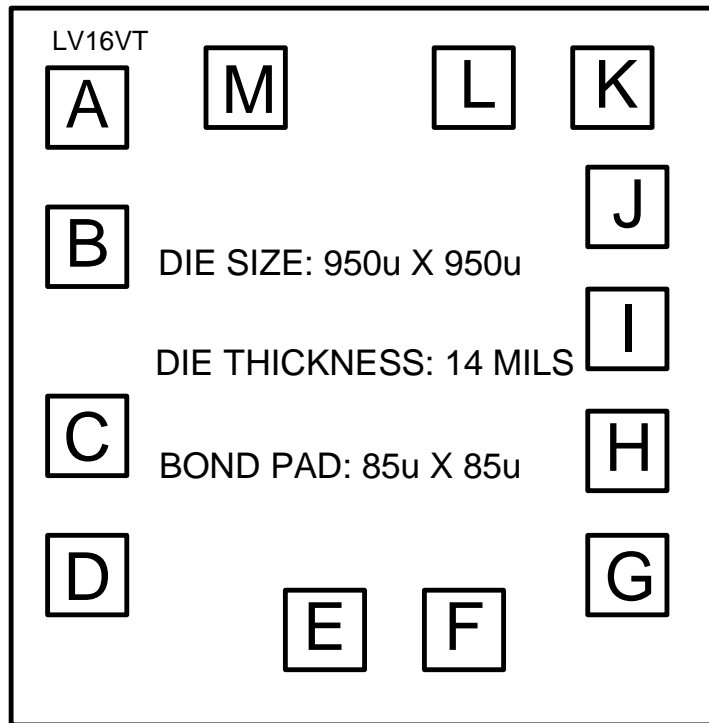 LV16VT
A M L K
J
B
DIE SIZE: 950u X 950u
I
DIE THICKNESS: 14 MILS
C
H
BOND PAD: 85u X 85u
D
G
E F